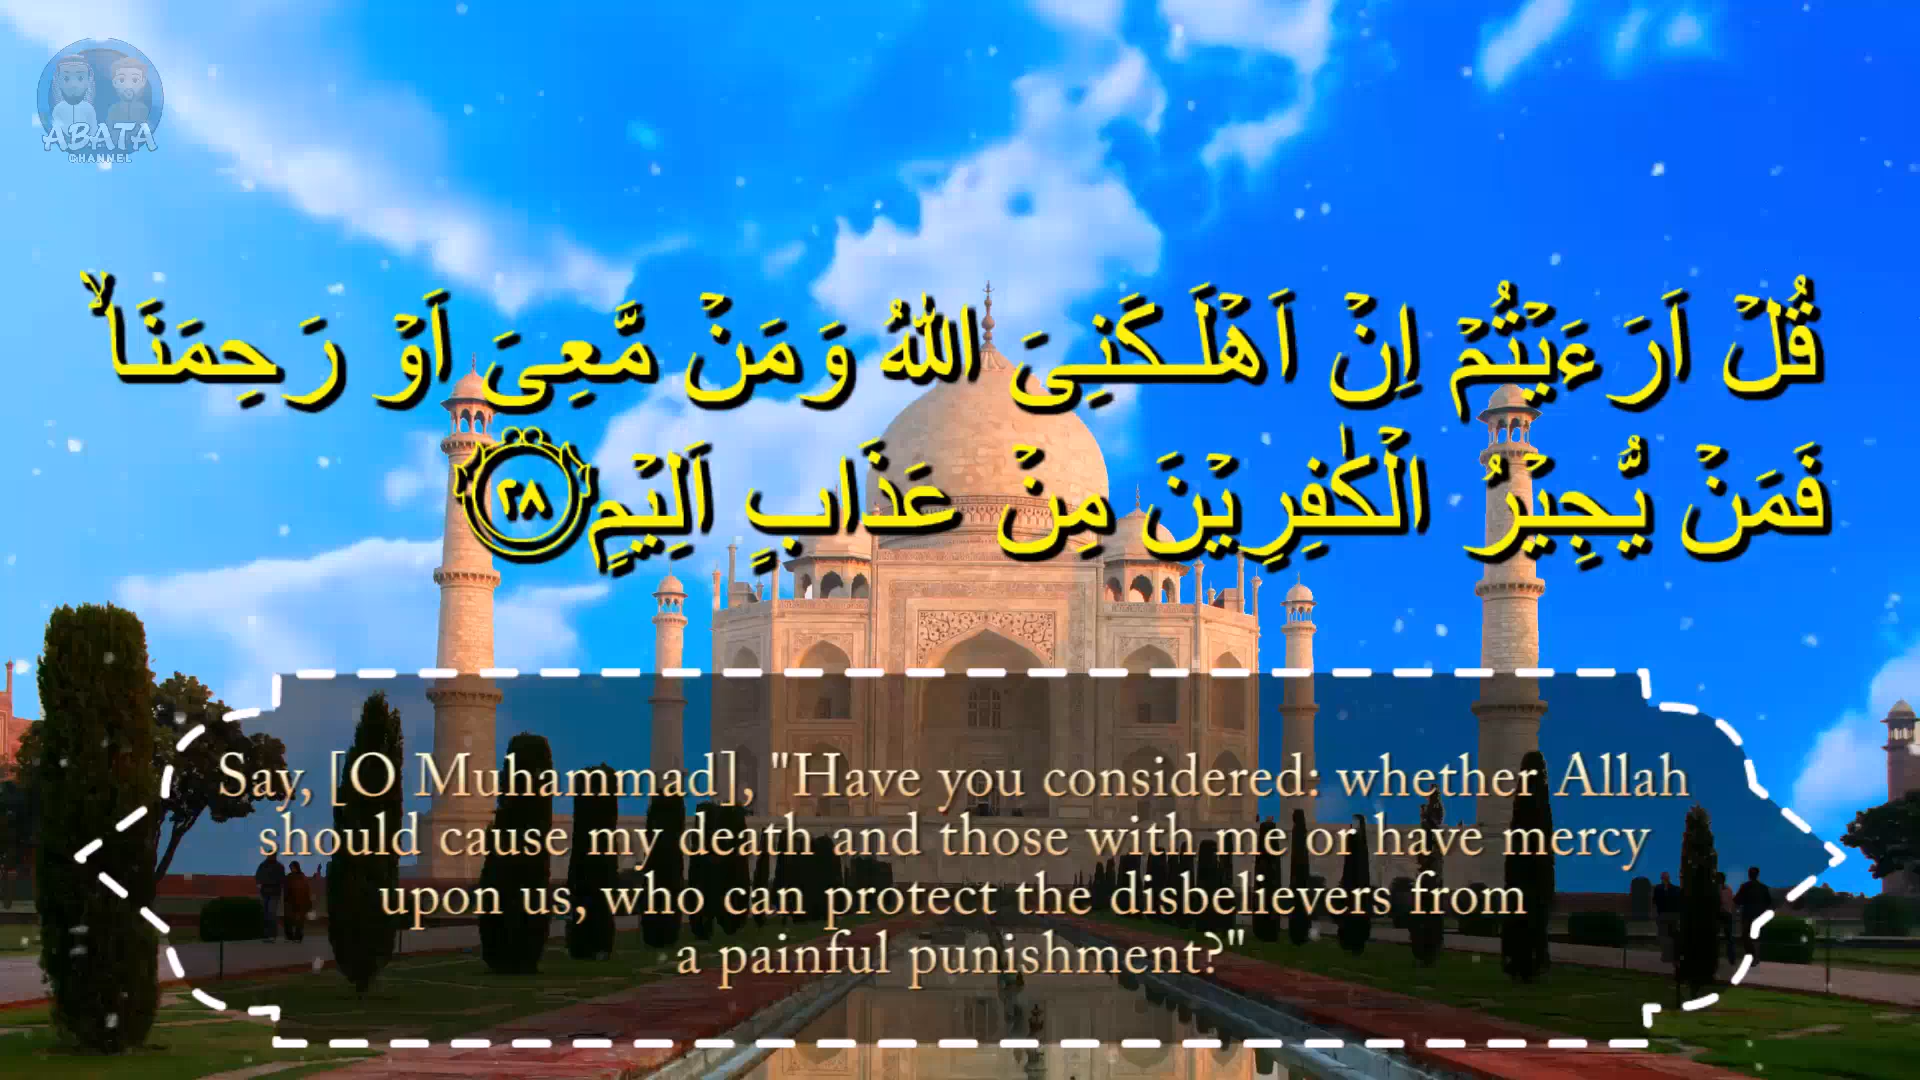 ABATA
CHANNEL
قُلْ اَرَءَيْتُمْ اِنْ اَهْلَـكَنِىَ اللّٰهُ وَمَنْ مَّعِىَ اَوْ رَحِمَنَاۙ
فَمَنْ يُّجِيْرُ الْكٰفِرِيْنَ مِنْ عَذَابٍ اَلِيْمٍ ۝٢٨
Say, [O Muhammad], "Have you considered: whether Allah
should cause my death and those with me or have mercy
upon us, who can protect the disbelievers from
a painful punishment?"